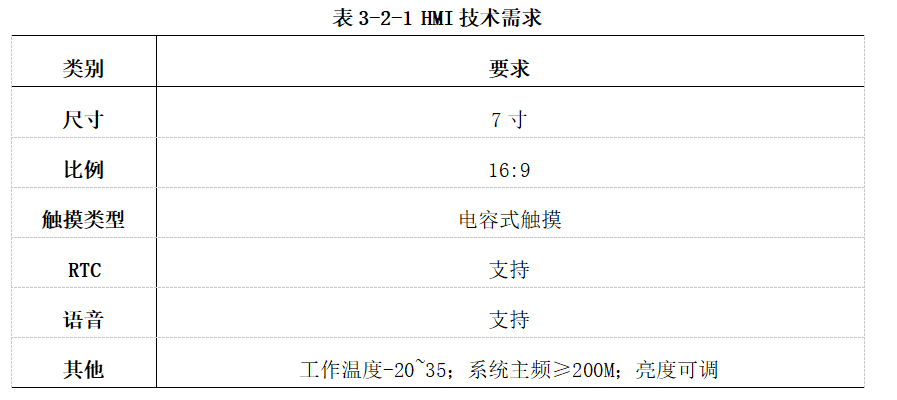 表 3-2-1 HMI 技术需求
类别 要求
尺寸 7 寸
比例 16:9
触摸类型 电容式触摸
RTC 支持
语音 支持
其他 工作温度-20~35；系统主频≥200M；亮度可调